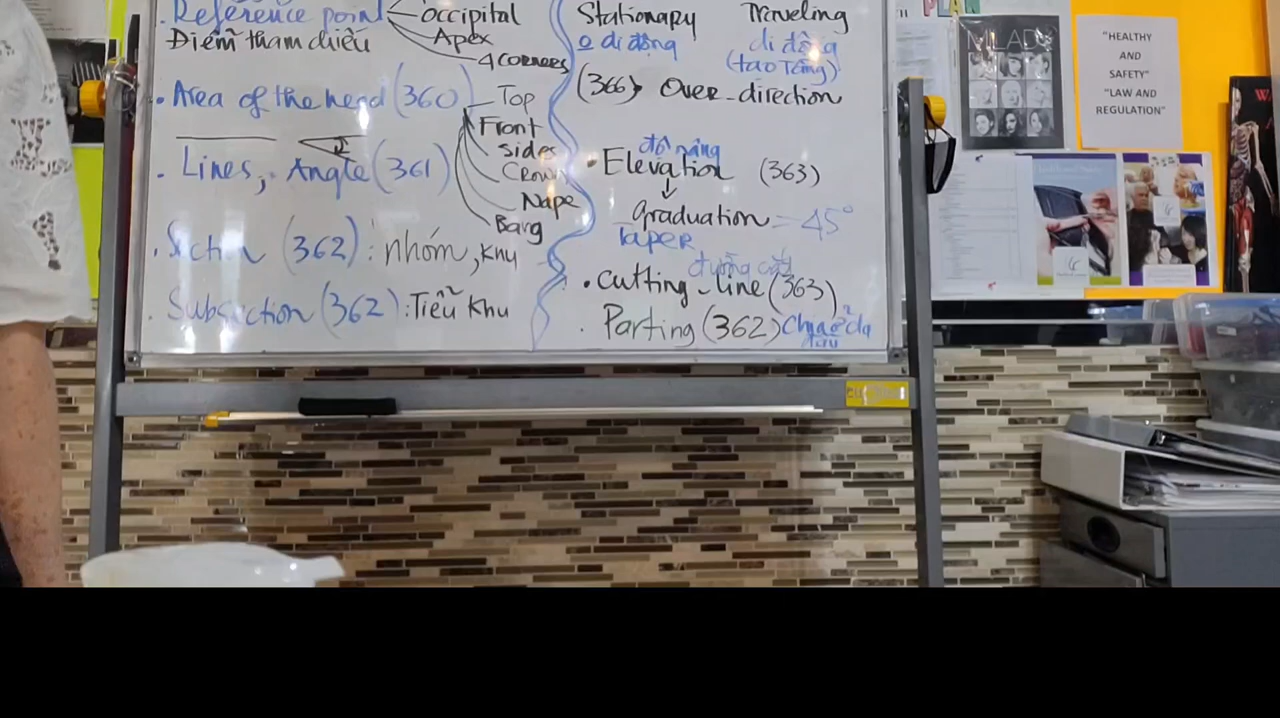 . Reference point
Điểm tham chiếu
occipital
Apex
4 corners
. Area of the head (360)
Top
Front
Sides
Crown
Nape
Bang
. Lines, Angle (361)
. Section (362) : nhóm, khu
. Subsection (362) : Tiểu khu
Stationary
di động
Traveling
di động
(tạo tầng)
(366) Over-direction
độ nâng
. Elevation (363)
graduation = 45°
Taper
đường cắt
. Cutting-line (363)
. Parting (362)
PLAN
MILADY
"HEALTHY
AND
SAFETY"
"LAW AND
REGULATION"